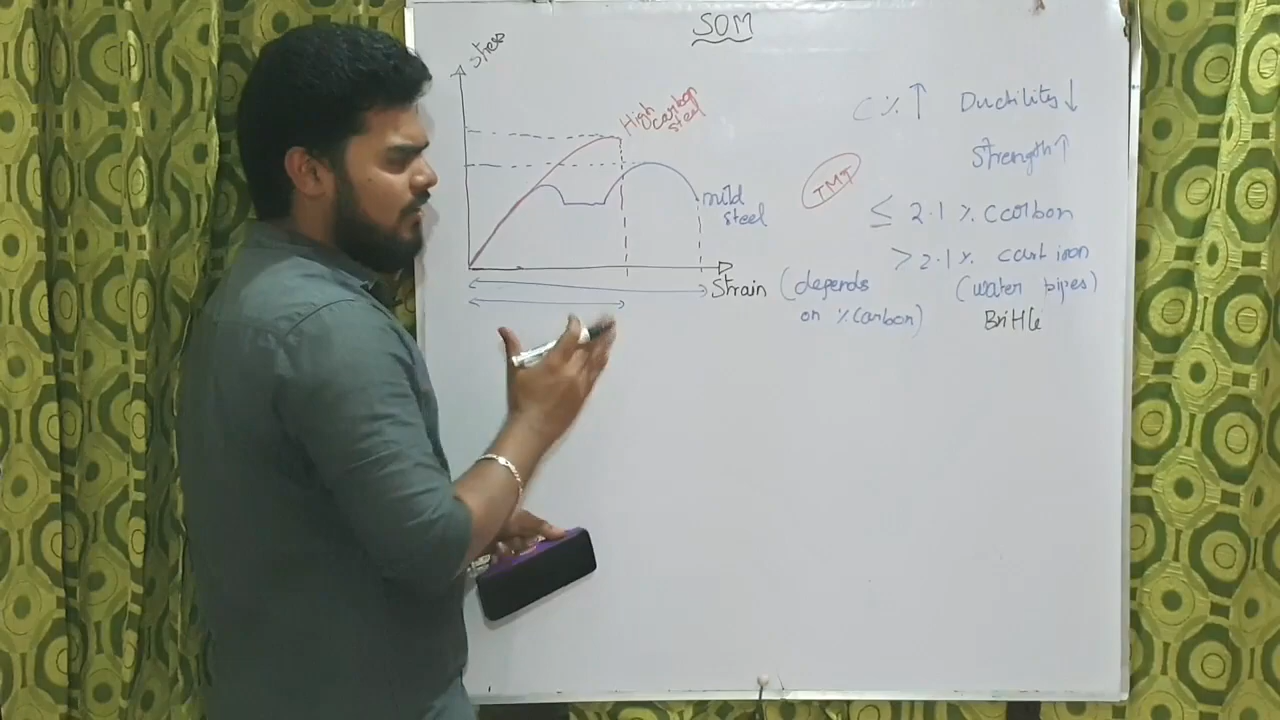 SOM
Stress
High
carbon
steel
mild
steel
Strain
C % ↑ Ductility ↓
Strength ↑
TMT
≤ 2.1 % Carbon
> 2.1 % cast iron
(depends
on % Carbon)
(water pipes)
Brittle